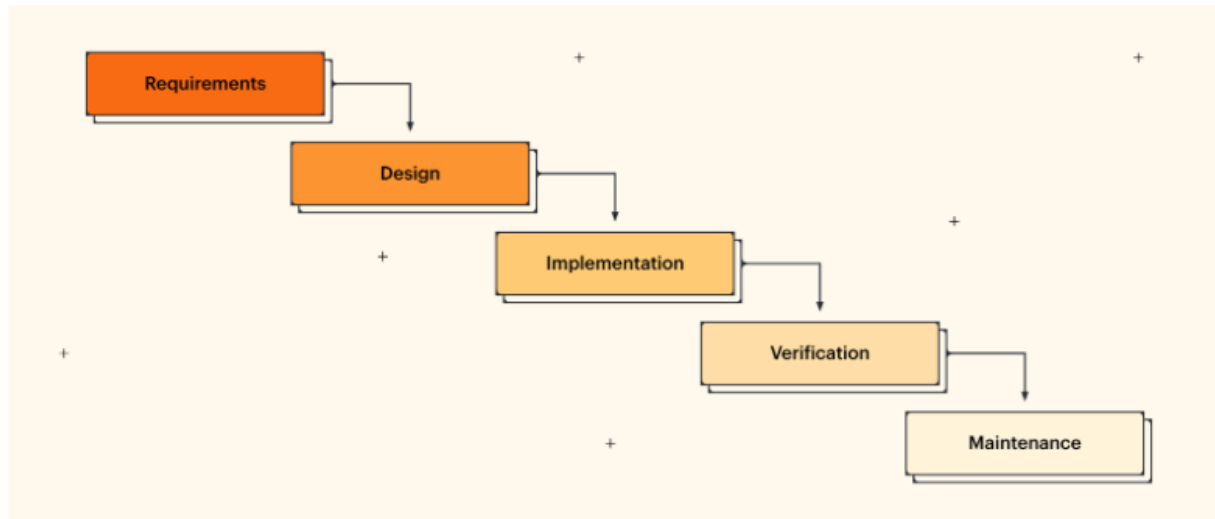 Requirements
Design
Implementation
Verification
Maintenance